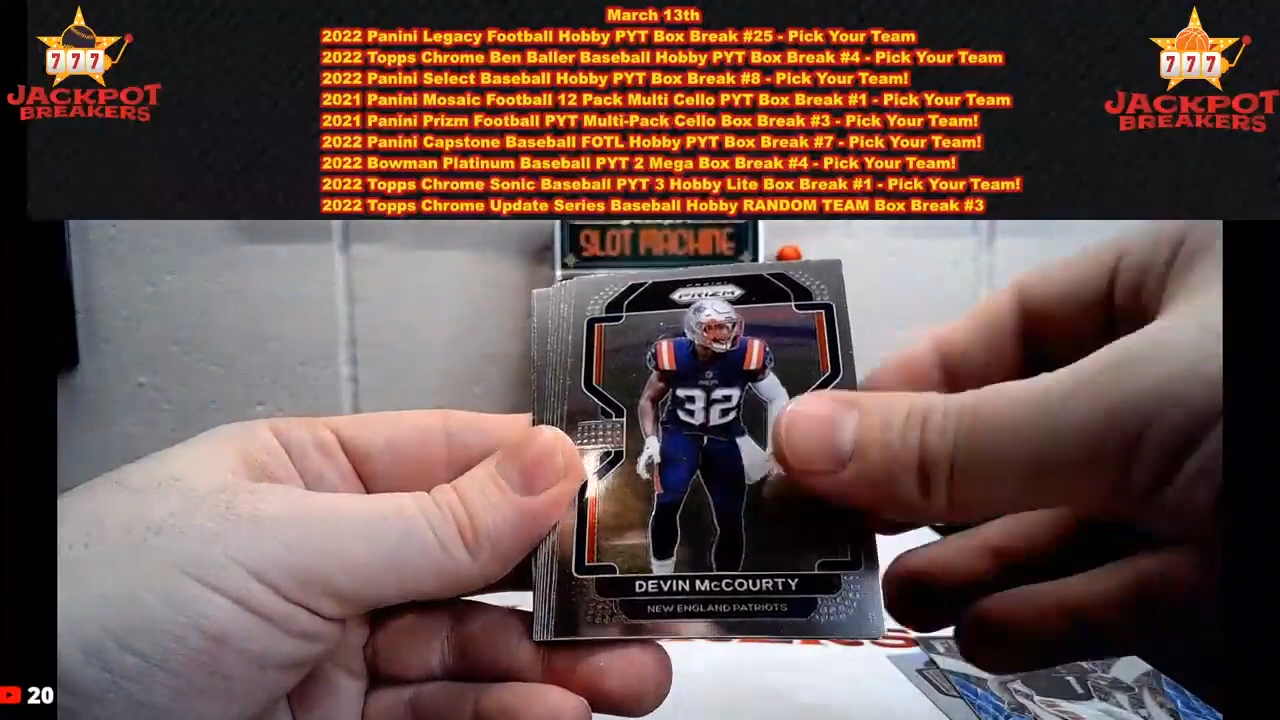 March 13th
2022 Panini Legacy Football Hobby PYT Box Break #25 - Pick Your Team
2022 Topps Chrome Ben Baller Baseball Hobby PYT Box Break #4 - Pick Your Team
2022 Panini Select Baseball Hobby PYT Box Break #8 - Pick Your Team!
2021 Panini Mosaic Football 12 Pack Multi Cello PYT Box Break #1 - Pick Your Team
2021 Panini Prizm Football PYT Multi-Pack Cello Box Break #3 - Pick Your Team!
2022 Panini Capstone Baseball FOTL Hobby PYT Box Break #7 - Pick Your Team!
2022 Bowman Platinum Baseball PYT 2 Mega Box Break #4 - Pick Your Team!
2022 Topps Chrome Sonic Baseball PYT 3 Hobby Lite Box Break #1 - Pick Your Team!
2022 Topps Chrome Update Series Baseball Hobby RANDOM TEAM Box Break #3
777
JACKPOT
BREAKERS
777
JACKPOT
BREAKERS
SLOT MACHINE
PANINI
PRIZM
32
DEVIN McCOURTY
NEW ENGLAND PATRIOTS
20